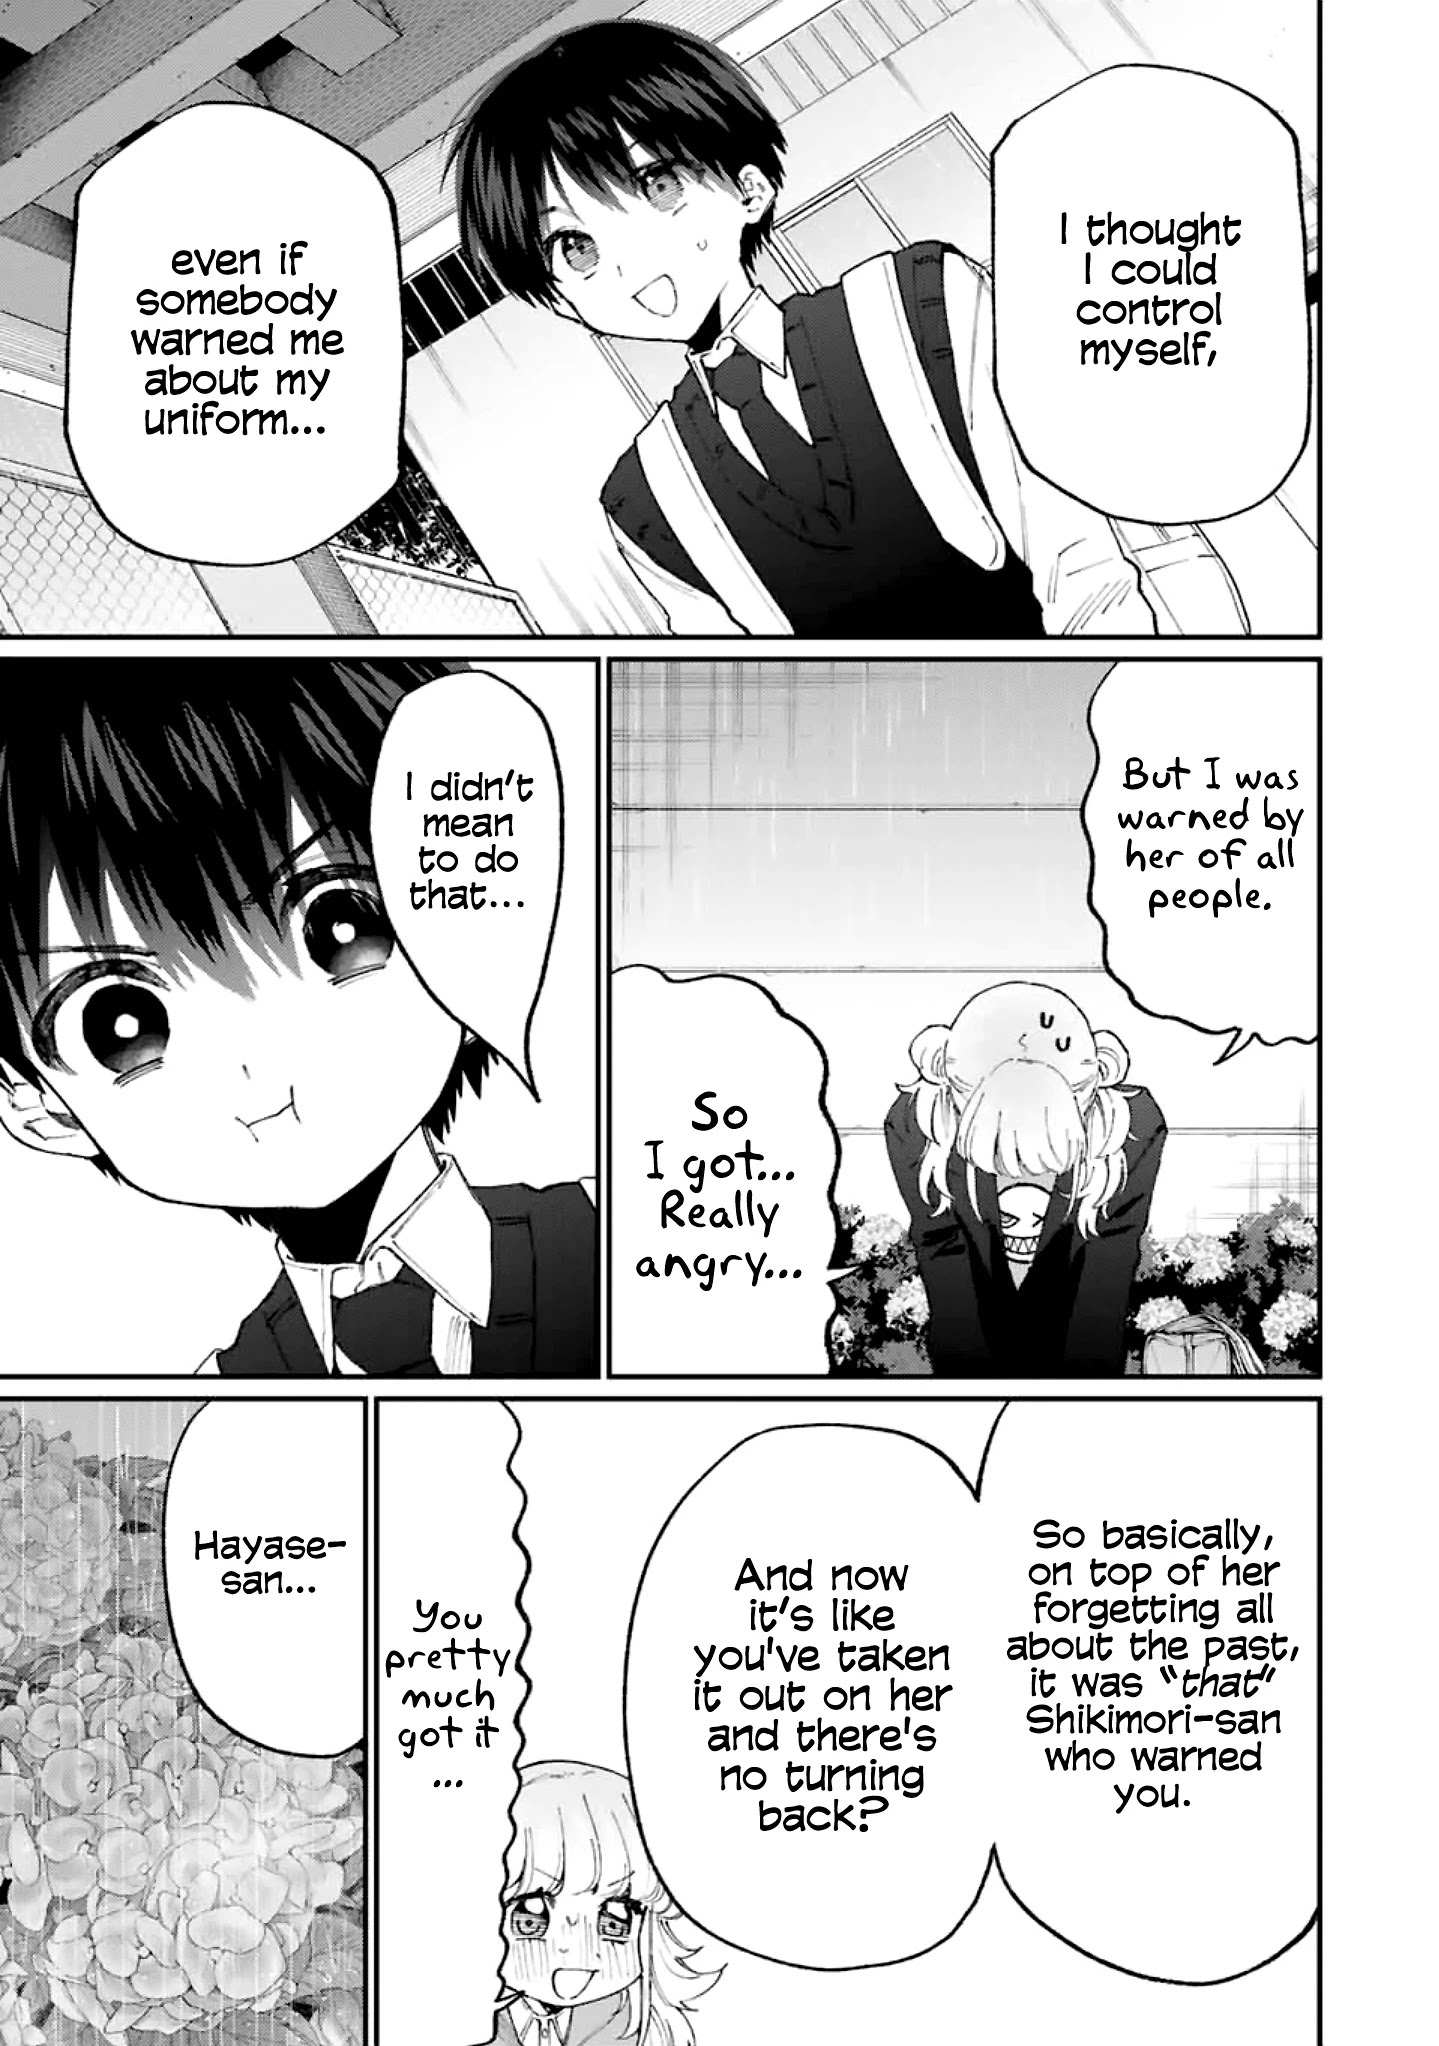 I thought
I could
control
myself,
even if
somebody
warned me
about my
uniform...
But I was
warned by
her of all
people.
So
I got...
Really
angry...
I didn't
mean
to do
that...
So basically,
on top of her
forgetting all
about the past,
it was "that"
Shikimori-san
who warned
you.
And now
it's like
you've taken
it out on her
and there's
no turning
back?
You
pretty
much
got it
...
Hayase-
san...